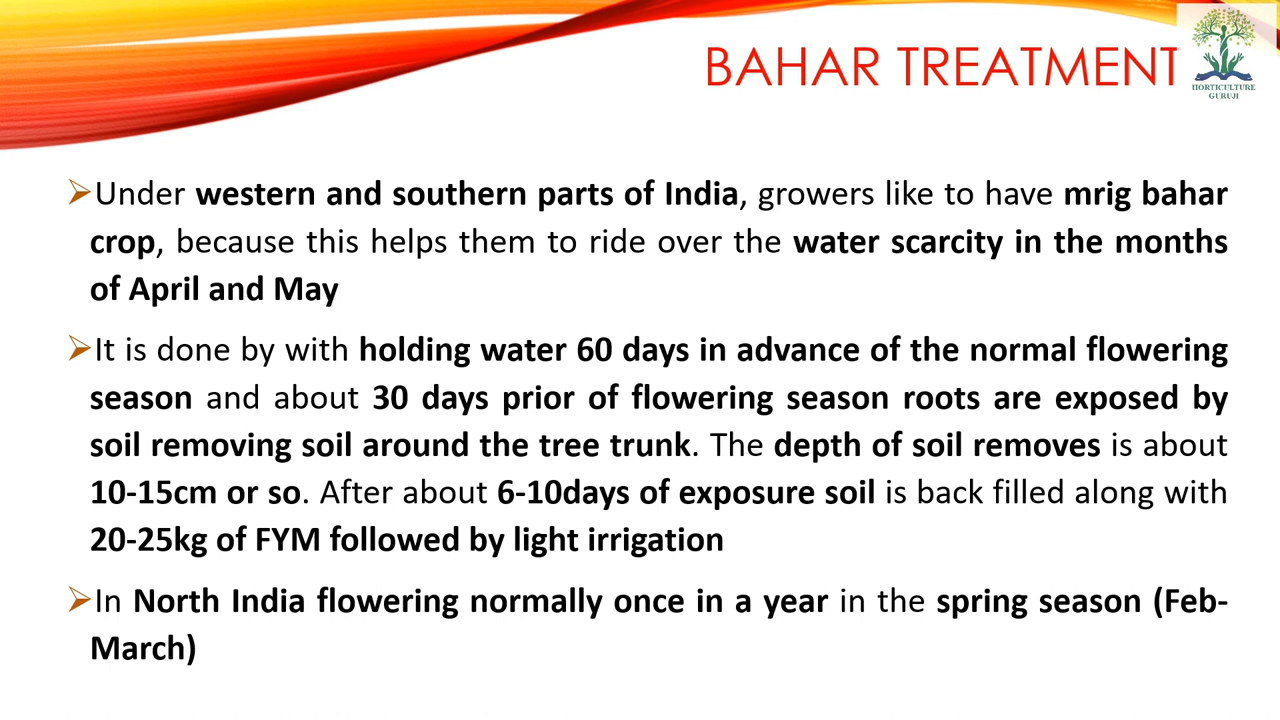 BAHAR TREATMENT
HORTICULTURE
GURUJI
➢Under western and southern parts of India, growers like to have mrig bahar
crop, because this helps them to ride over the water scarcity in the months
of April and May
➢It is done by with holding water 60 days in advance of the normal flowering
season and about 30 days prior of flowering season roots are exposed by
soil removing soil around the tree trunk. The depth of soil removes is about
10-15cm or so. After about 6-10days of exposure soil is back filled along with
20-25kg of FYM followed by light irrigation
➢In North India flowering normally once in a year in the spring season (Feb-
March)